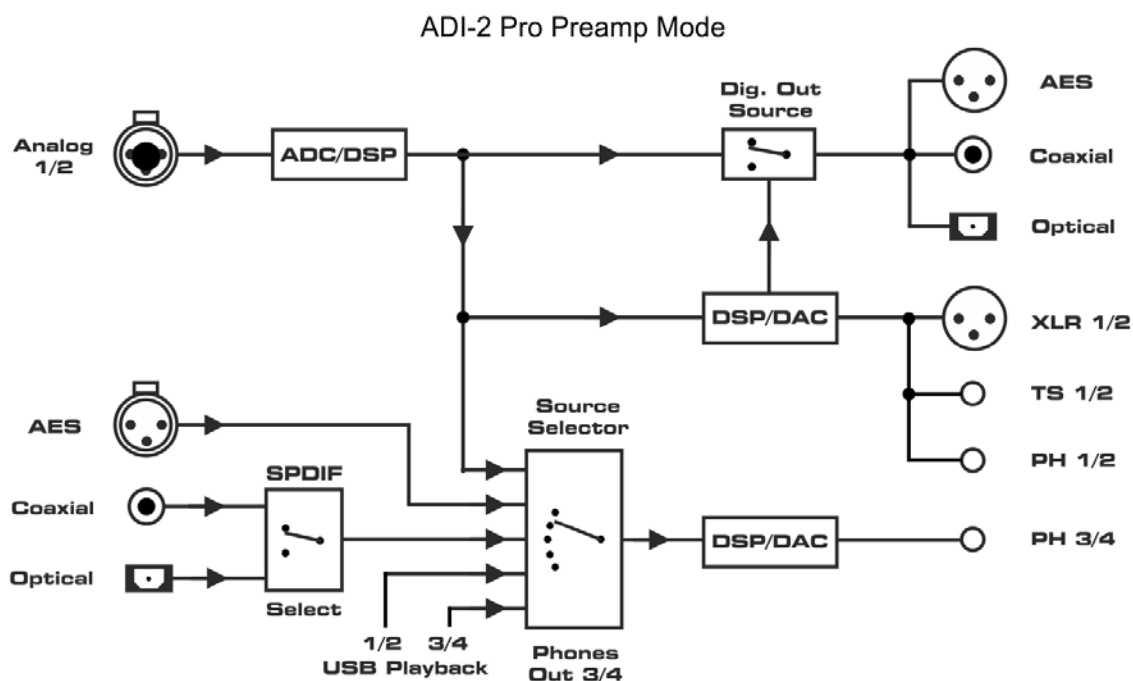 ADI-2 Pro Preamp Mode
Analog
1/2
ADC/DSP
Dig. Out
Source
AES
Coaxial
Optical
DSP/DAC
XLR 1/2
TS 1/2
PH 1/2
AES
Coaxial
Optical
SPDIF
Select
Source
Selector
1/2
3/4
USB Playback
Phones
Out 3/4
DSP/DAC
PH 3/4